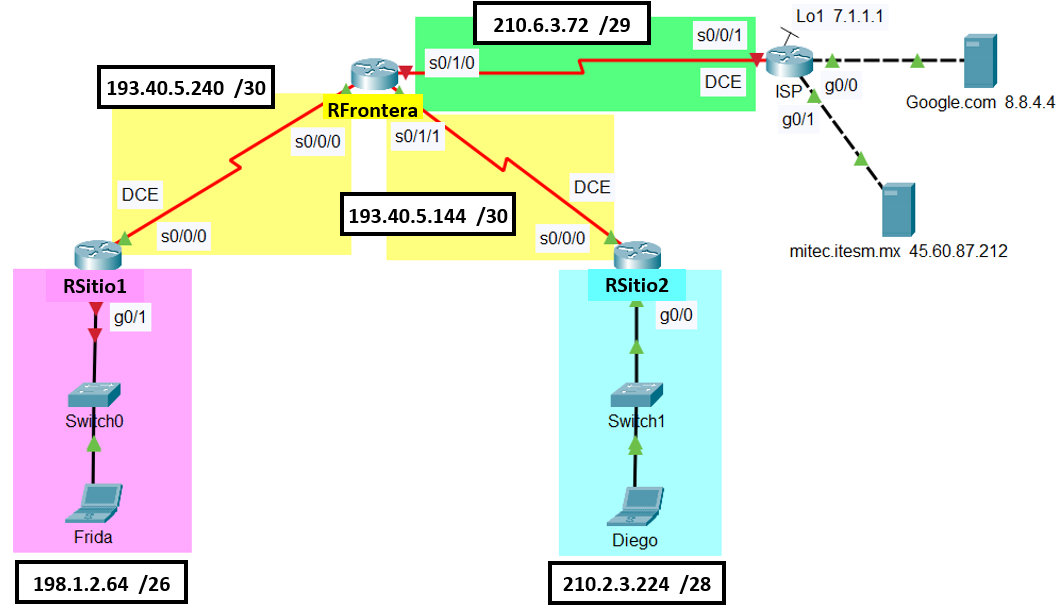 210.6.3.72 /29
Lo1 7.1.1.1
s0/0/1
s0/1/0
193.40.5.240 /30
DCE
ISP
g0/0
Google.com 8.8.4.4
RFrontera
g0/1
s0/0/0
s0/1/1
DCE
DCE
193.40.5.144 /30
s0/0/0
s0/0/0
mitec.itesm.mx 45.60.87.212
RSitio1
RSitio2
g0/1
g0/0
Switch0
Switch1
Frida
Diego
198.1.2.64 /26
210.2.3.224 /28